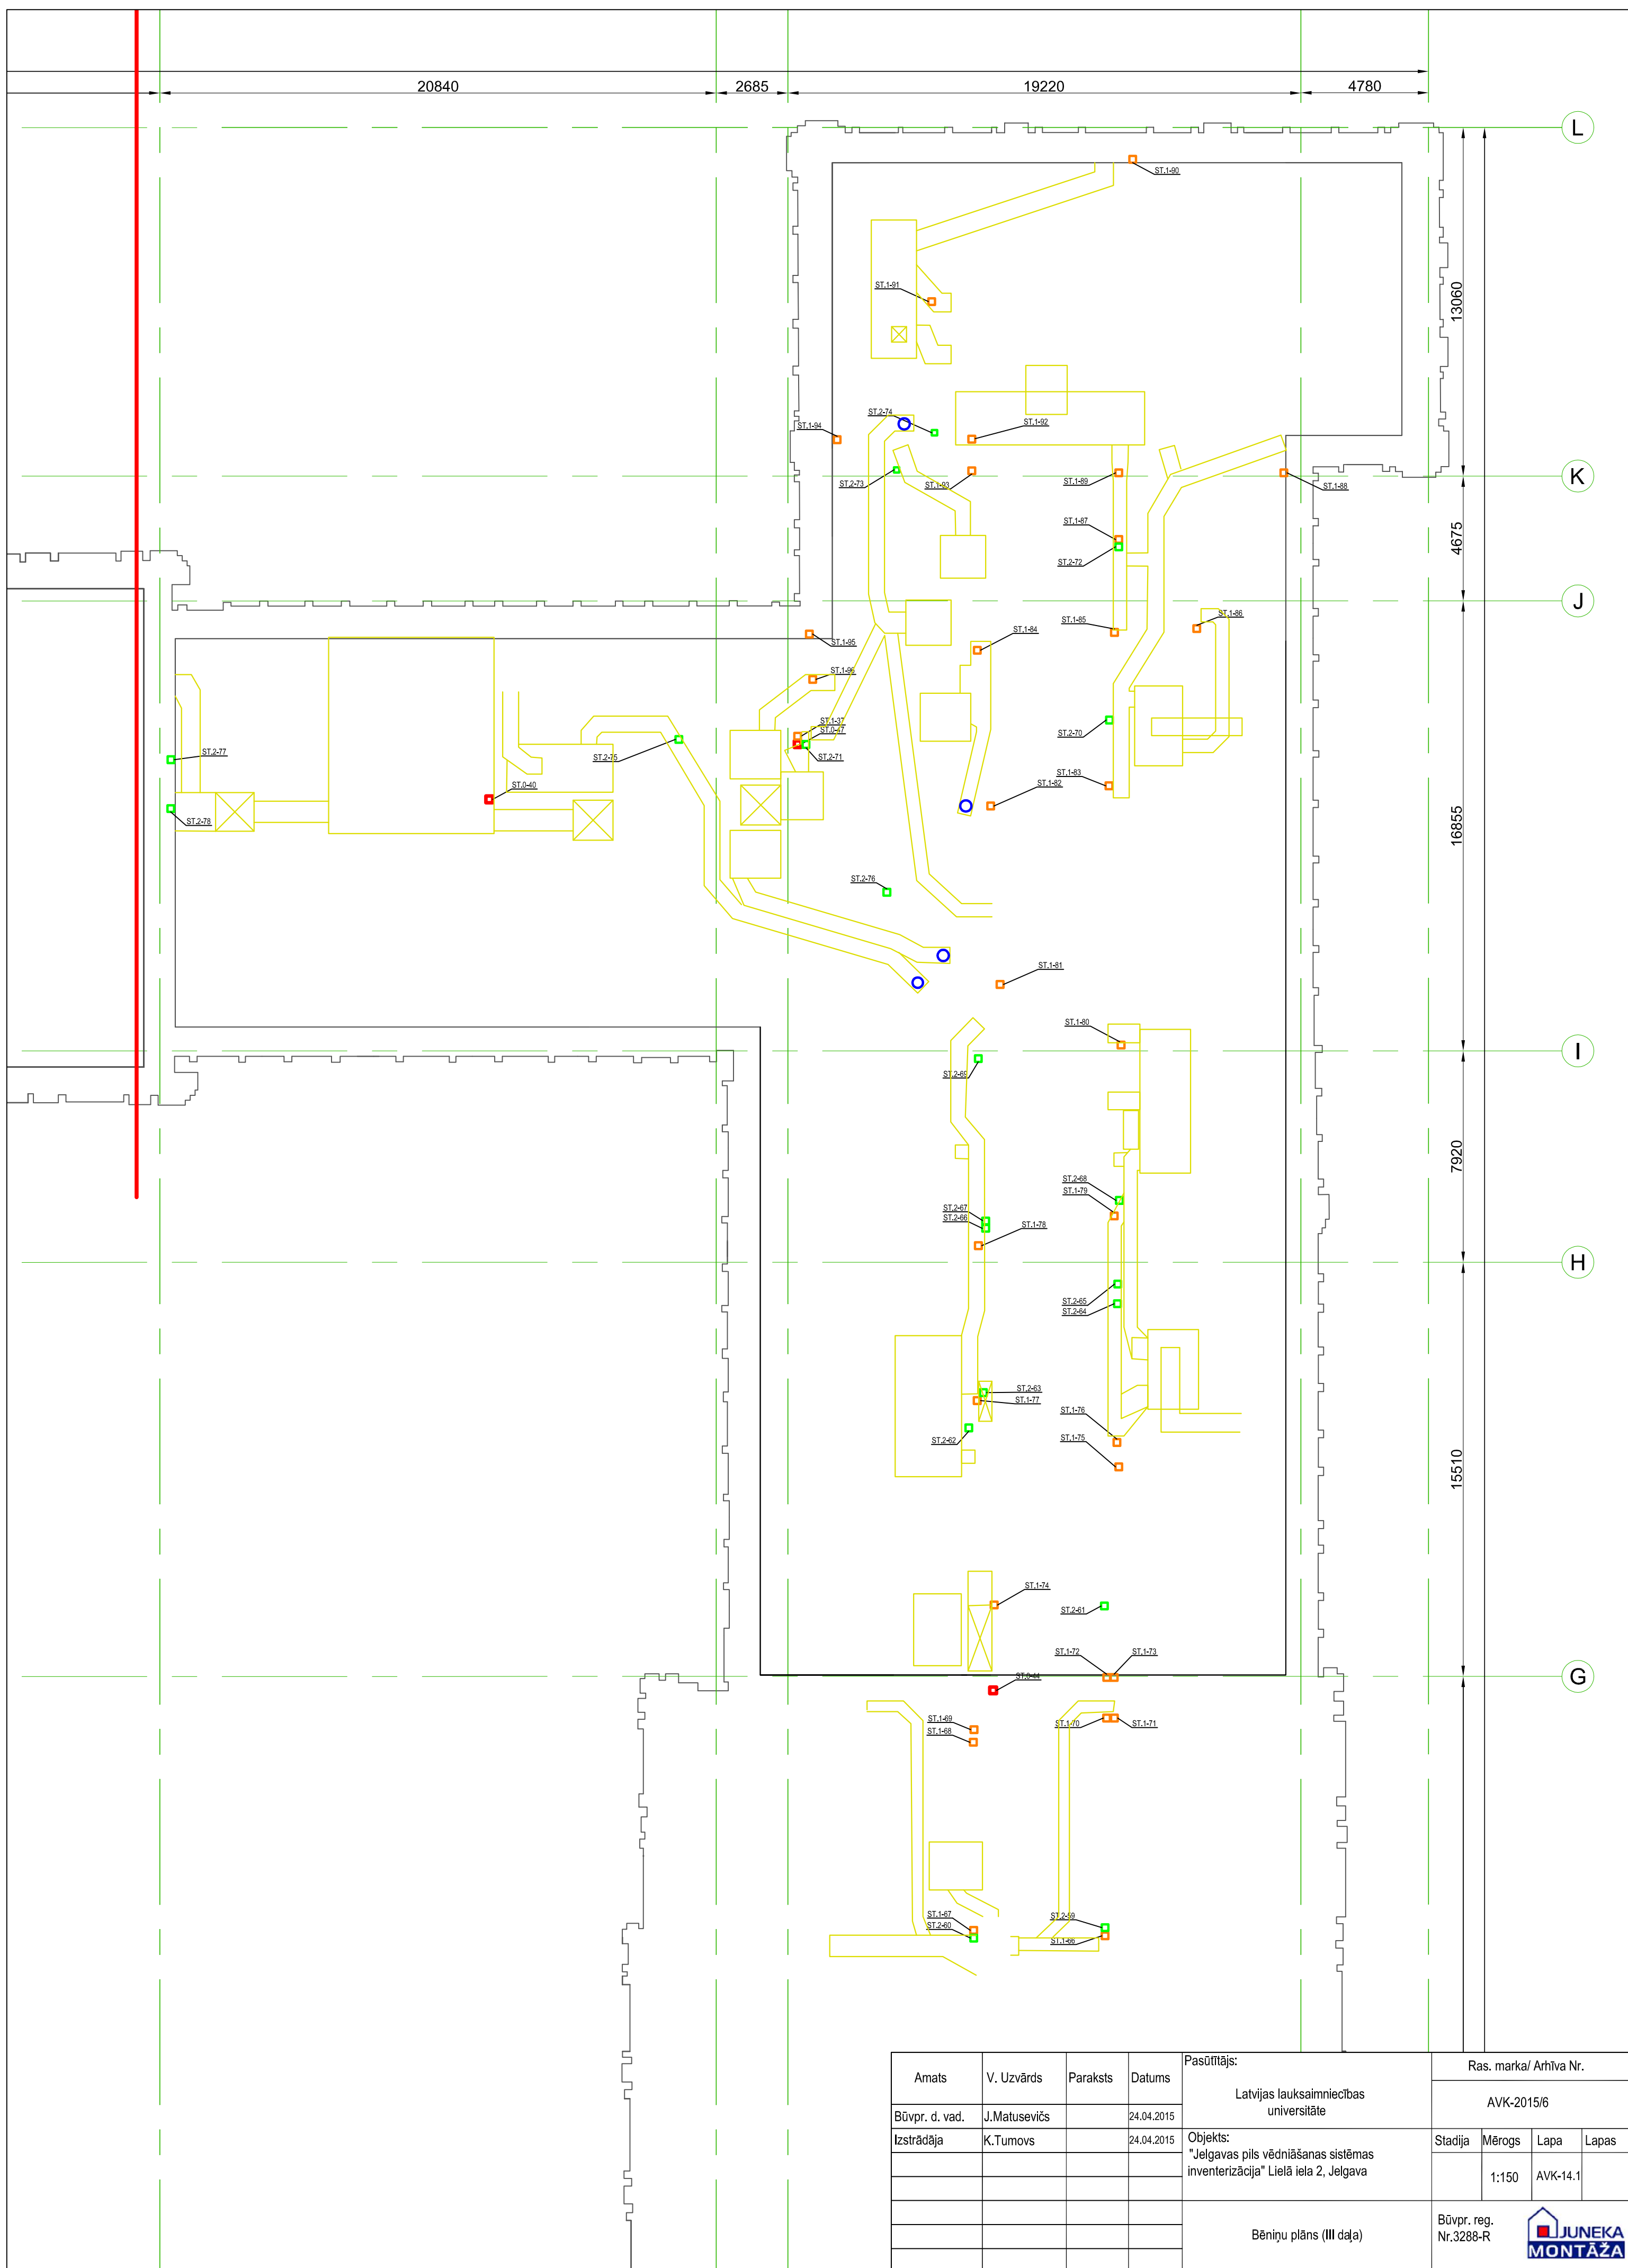 20840
2685
19220
4780
L
ST.1-90
ST.1-91
13060
ST.2-74
ST.1-94
ST.1-92
ST.2-73
ST.1-93
ST.1-89
ST.1-88
K
ST.1-87
4675
ST.2-72
J
ST.1-85
ST.1-86
ST.1-84
ST.1-95
ST.1-96
ST.1-37
ST.0-47
ST.2-70
ST.2-77
ST.2-75
ST.2-71
ST.1-83
ST.0-40
ST.1-82
ST.2-78
16855
ST.2-76
ST.1-81
ST.1-80
I
ST.2-69
7920
ST.2-68
ST.1-79
ST.2-67
ST.2-66
ST.1-78
H
ST.2-65
ST.2-64
ST.2-63
ST.1-77
ST.1-76
ST.2-62
ST.1-75
15510
ST.1-74
ST.2-61
ST.1-72
ST.1-73
ST.0-44
G
ST.1-69
ST.1-68
ST.1-70
ST.1-71
ST.1-67
ST.2-60
ST.2-59
ST.1-66
Amats V. Uzvārds Paraksts Datums
Pasūtītājs:
Latvijas lauksaimniecības
universitāte
Ras. marka/ Arhīva Nr.
AVK-2015/6
Būvpr. d. vad. J.Matusevičs 24.04.2015
Izstrādāja K.Tumovs 24.04.2015
Objekts:
"Jelgavas pils vēdniāšanas sistēmas
inventerizācija" Lielā iela 2, Jelgava
Stadija Mērogs Lapa Lapas
1:150 AVK-14.1
Bēniņu plāns (III daļa)
Būvpr. reg.
Nr.3288-R
JUNEKA
MONTĀŽA